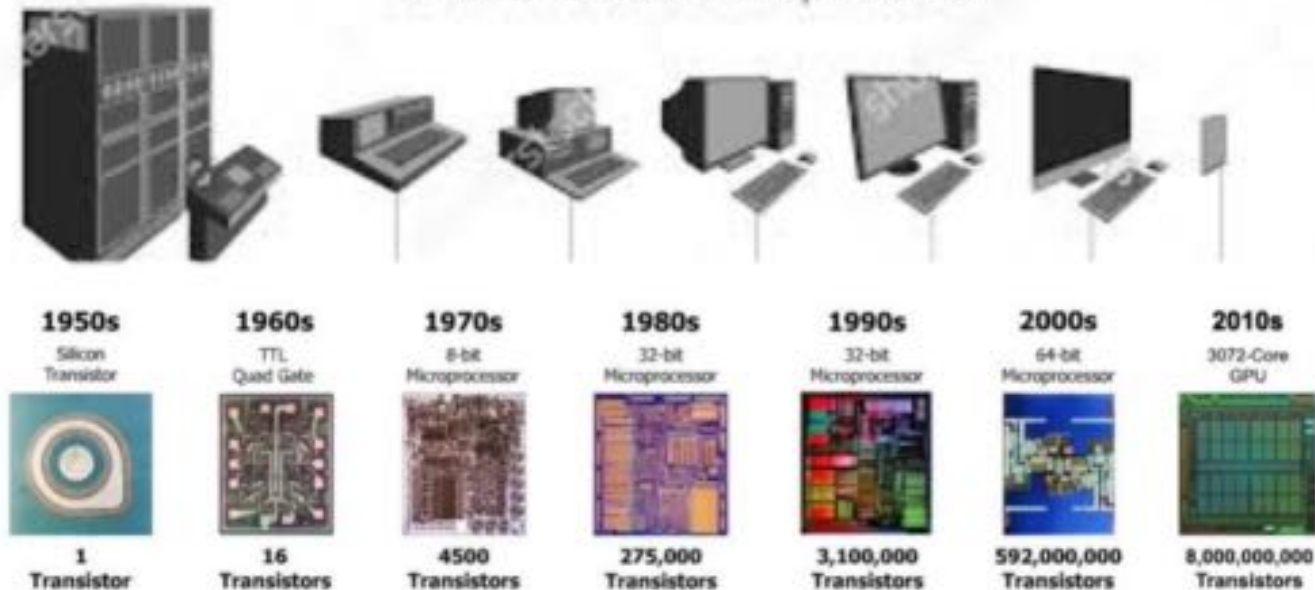 1950s
Silicon
Transistor
1
Transistor
1960s
TTL
Quad Gate
16
Transistors
1970s
8-bit
Microprocessor
4500
Transistors
1980s
32-bit
Microprocessor
275,000
Transistors
1990s
32-bit
Microprocessor
3,100,000
Transistors
2000s
64-bit
Microprocessor
592,000,000
Transistors
2010s
3072-Core
GPU
8,000,000,000
Transistors